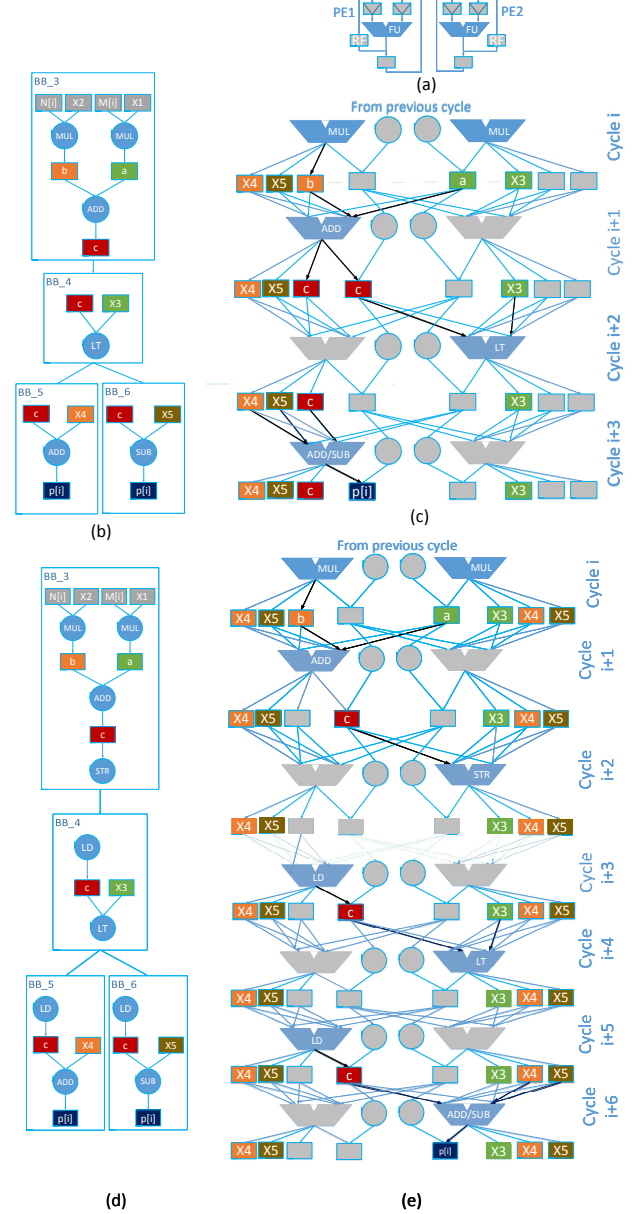 PE1
PE2
FU
FU
RF
RF
(a)
BB_3
N[i] X2 M[i] X1
MUL MUL
b a
ADD
c
BB_4
c X3
LT
BB_5 BB_6
c X4 c X5
ADD SUB
p[i] p[i]
(b)
From previous cycle
MUL MUL
Cycle i
X4 X5 b a X3
ADD
Cycle i+1
X4 X5 c c X3
LT
Cycle i+2
X4 X5 c X3
ADD/SUB
Cycle i+3
X4 X5 c p[i] X3
(c)
BB_3
N[i] X2 M[i] X1
MUL MUL
b a
ADD
c
STR
BB_4
LD
c X3
LT
BB_5 BB_6
LD LD
c X4 c X5
ADD SUB
p[i] p[i]
(d)
From previous cycle
MUL MUL
Cycle i
X4 X5 b a X3 X4 X5
ADD
Cycle
i+1
X4 X5 c X3 X4 X5
STR
Cycle
i+2
X4 X5 X3 X4 X5
LD
Cycle
i+3
X4 X5 c X3 X4 X5
LT
Cycle
i+4
X4 X5 X3 X4 X5
LD
Cycle
i+5
X4 X5 c X3 X4 X5
ADD/SUB
Cycle
i+6
X4 X5 p[i] X3 X4 X5
(e)